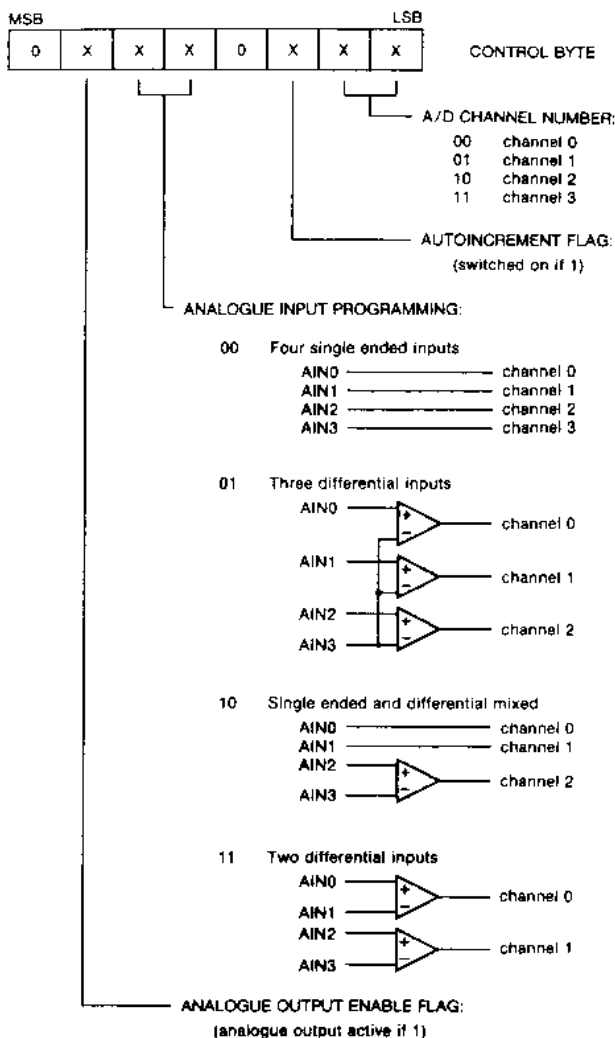 MSB LSB
0 X X X 0 X X X CONTROL BYTE
A/D CHANNEL NUMBER:
00 channel 0
01 channel 1
10 channel 2
11 channel 3
AUTOINCREMENT FLAG:
(switched on if 1)
ANALOGUE INPUT PROGRAMMING:
00 Four single ended inputs
AIN0 channel 0
AIN1 channel 1
AIN2 channel 2
AIN3 channel 3
01 Three differential inputs
AIN0 + − channel 0
AIN1 + − channel 1
AIN2 + − channel 2
AIN3
10 Single ended and differential mixed
AIN0 channel 0
AIN1 channel 1
AIN2 + − channel 2
AIN3
11 Two differential inputs
AIN0 + − channel 0
AIN1
AIN2 + − channel 1
AIN3
ANALOGUE OUTPUT ENABLE FLAG:
(analogue output active if 1)